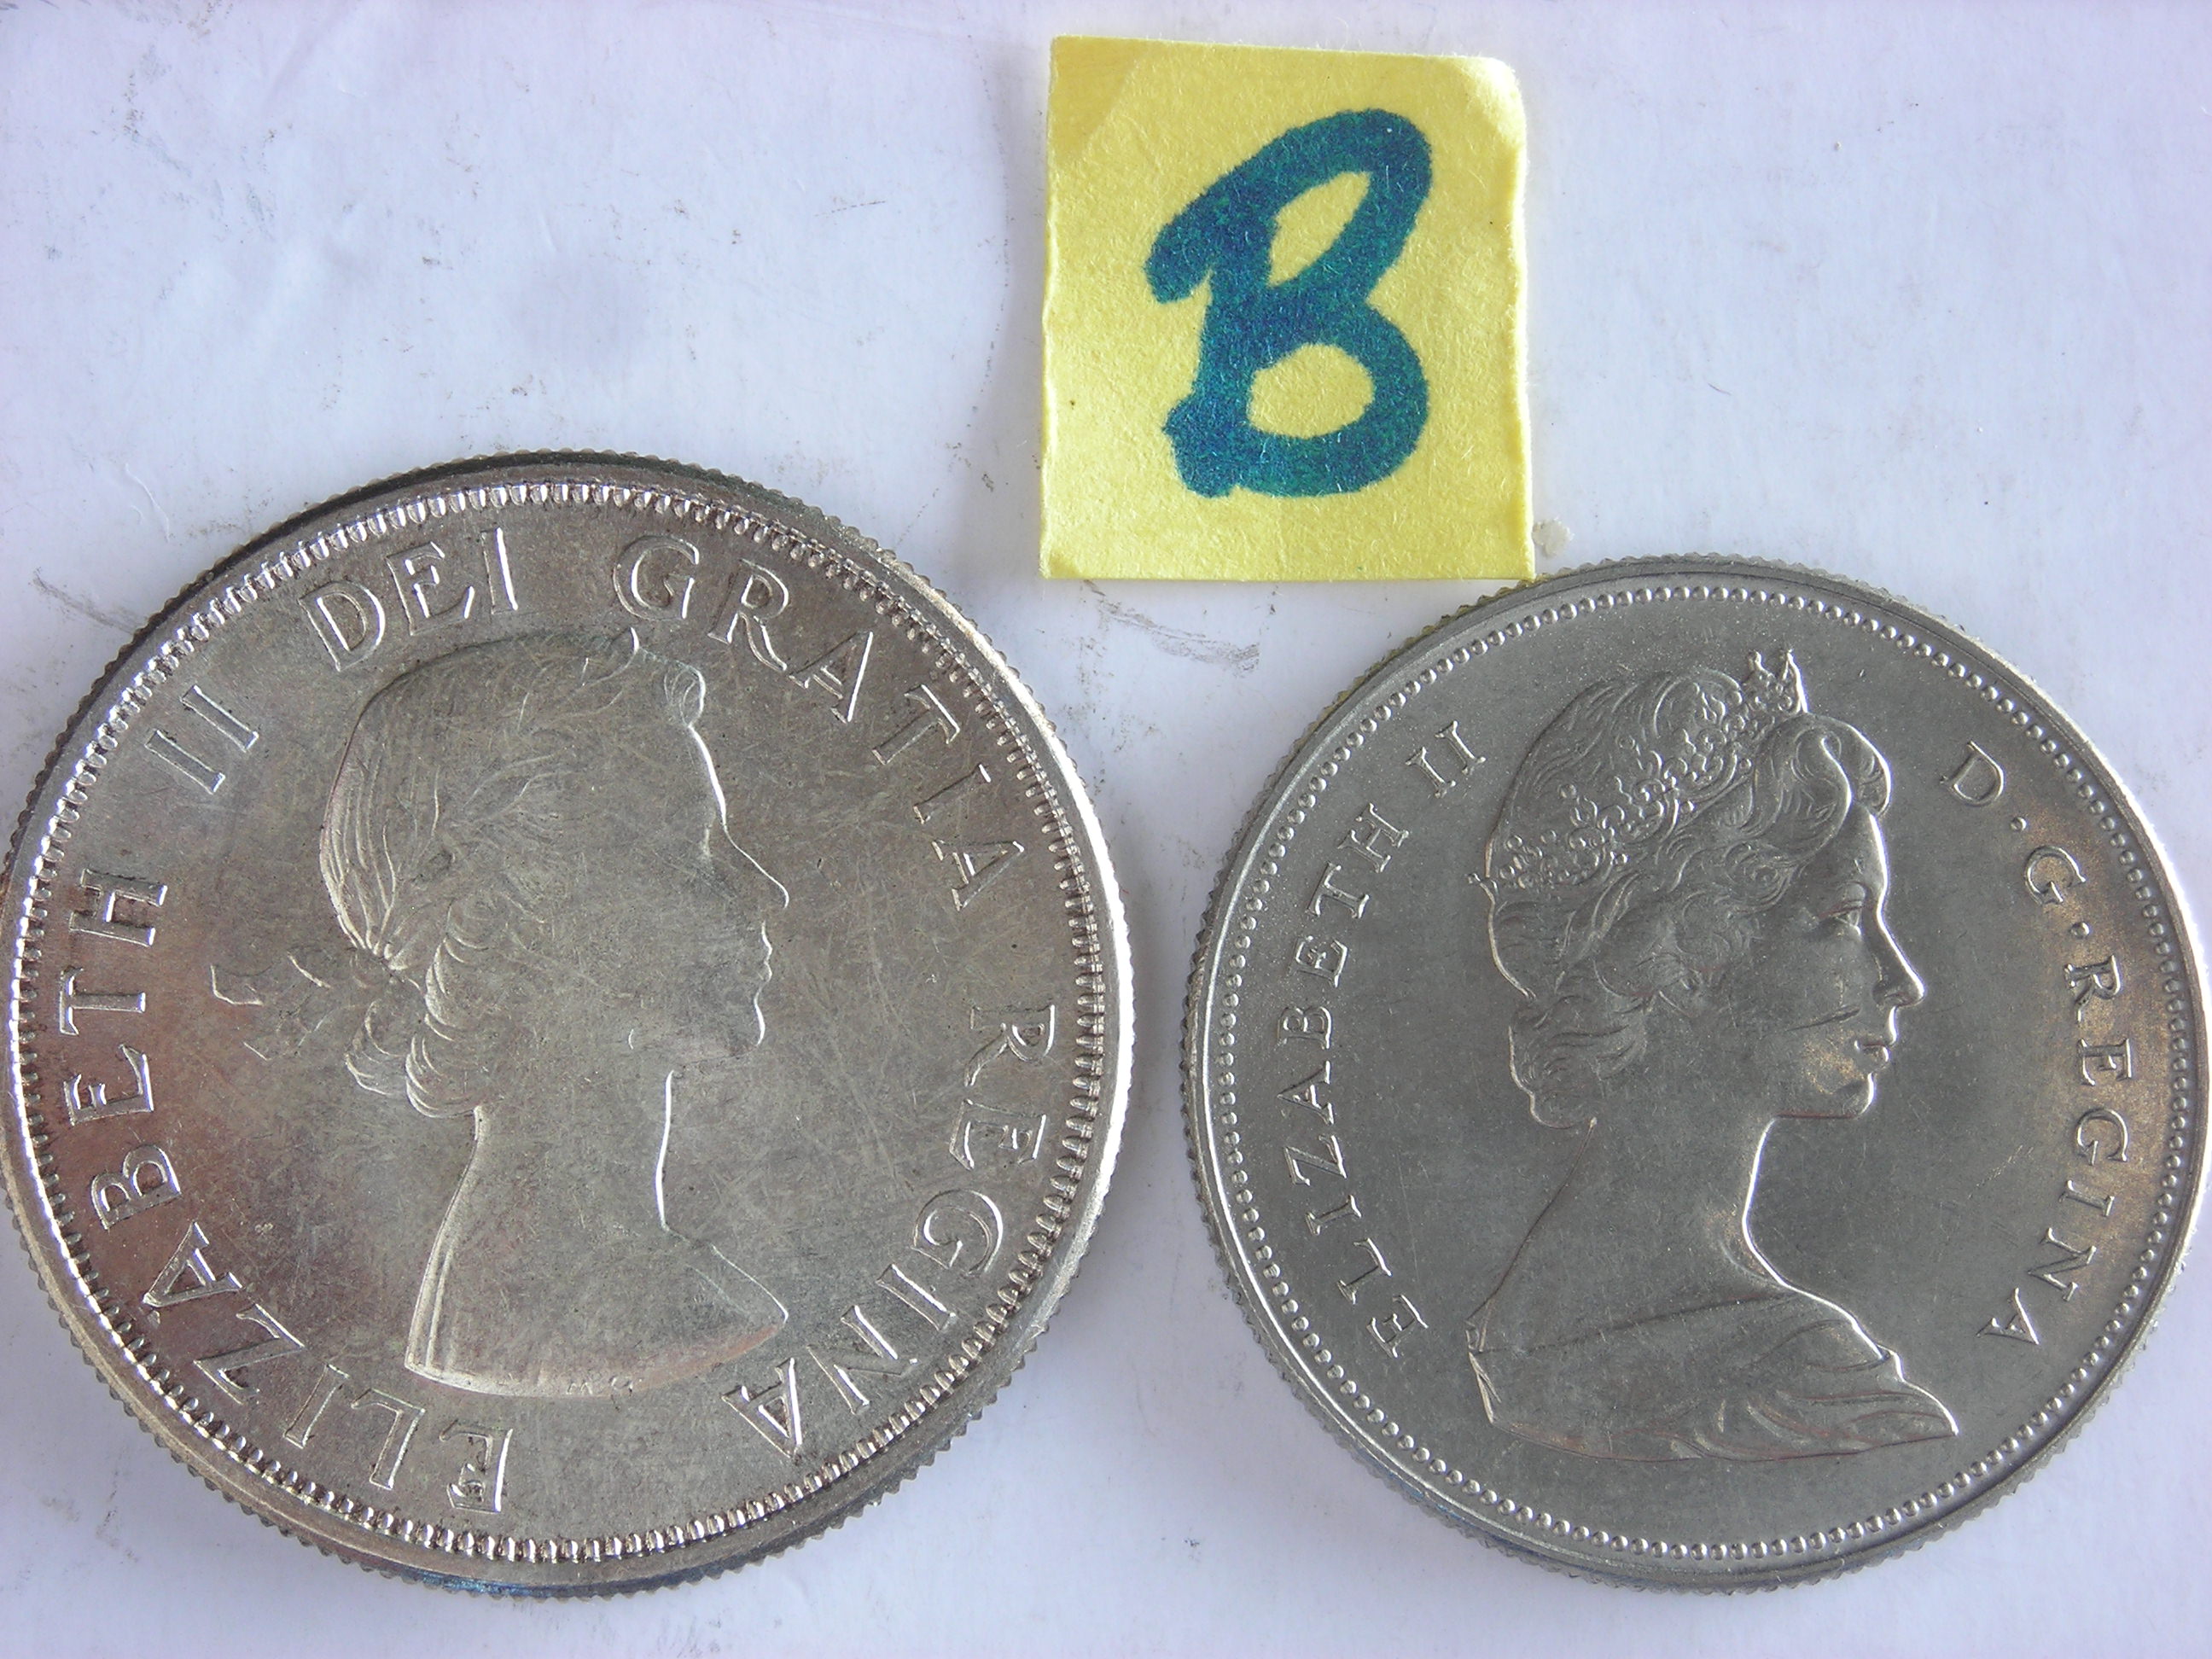 B
ELIZABETH II DEI GRATIA REGINA
ELIZABETH II D.G.REGINA